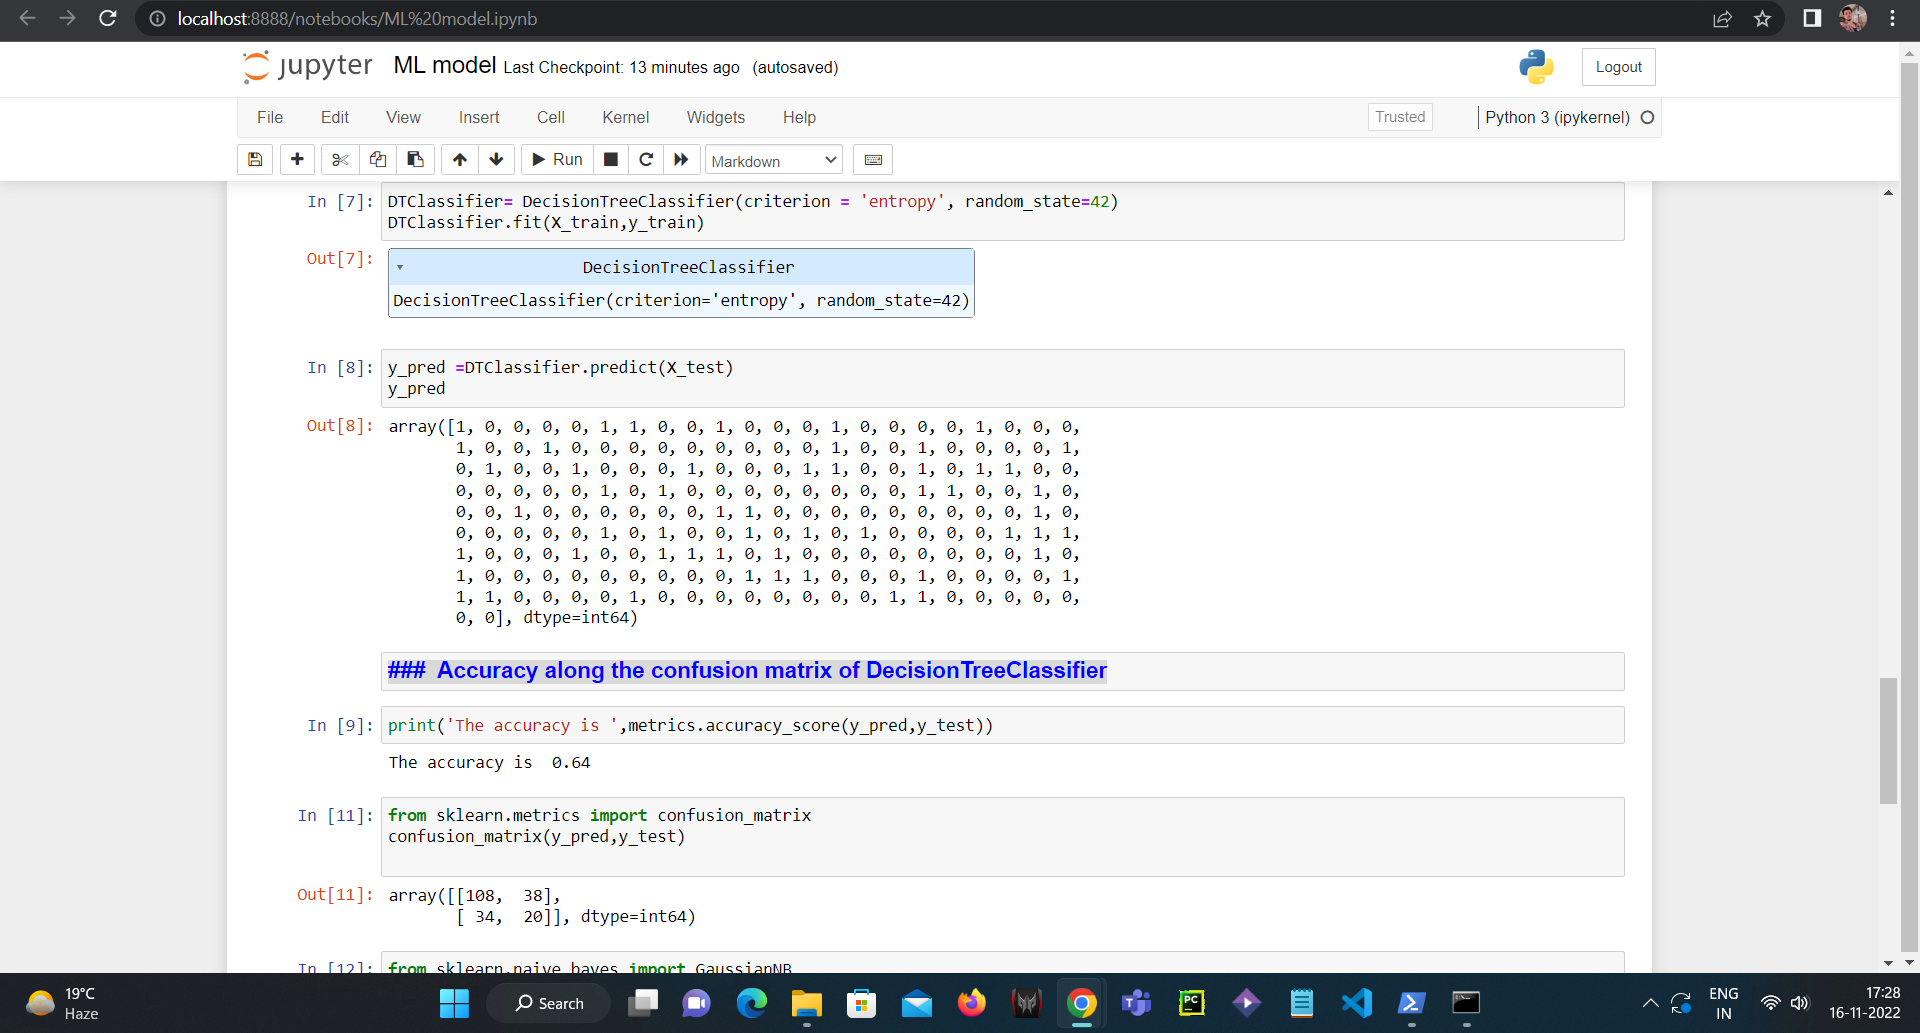 localhost:8888/notebooks/ML%20model.ipynb
jupyter ML model Last Checkpoint: 13 minutes ago (autosaved)
Logout
File Edit View Insert Cell Kernel Widgets Help
Trusted
Python 3 (ipykernel)
Run
Markdown
In [7]: DTClassifier= DecisionTreeClassifier(criterion = 'entropy', random_state=42)
DTClassifier.fit(X_train,y_train)
Out[7]: DecisionTreeClassifier
DecisionTreeClassifier(criterion='entropy', random_state=42)
In [8]: y_pred =DTClassifier.predict(X_test)
y_pred
Out[8]: array([1, 0, 0, 0, 0, 1, 1, 0, 0, 1, 0, 0, 0, 1, 0, 0, 0, 0, 1, 0, 0, 0,
1, 0, 0, 1, 0, 0, 0, 0, 0, 0, 0, 0, 0, 1, 0, 0, 1, 0, 0, 0, 0, 1,
0, 1, 0, 0, 1, 0, 0, 0, 1, 0, 0, 0, 1, 1, 0, 0, 1, 0, 1, 1, 0, 0,
0, 0, 0, 0, 0, 1, 0, 1, 0, 0, 0, 0, 0, 0, 0, 0, 1, 1, 0, 0, 1, 0,
0, 0, 1, 0, 0, 0, 0, 0, 0, 1, 1, 0, 0, 0, 0, 0, 0, 0, 0, 0, 1, 0,
0, 0, 0, 0, 0, 1, 0, 1, 0, 0, 1, 0, 1, 0, 1, 0, 0, 0, 0, 1, 1, 1,
1, 0, 0, 0, 1, 0, 0, 1, 1, 1, 0, 1, 0, 0, 0, 0, 0, 0, 0, 0, 1, 0,
1, 0, 0, 0, 0, 0, 0, 0, 0, 0, 1, 1, 1, 0, 0, 0, 1, 0, 0, 0, 0, 1,
1, 1, 0, 0, 0, 0, 1, 0, 0, 0, 0, 0, 0, 0, 0, 1, 1, 0, 0, 0, 0, 0,
0, 0], dtype=int64)
### Accuracy along the confusion matrix of DecisionTreeClassifier
In [9]: print('The accuracy is ',metrics.accuracy_score(y_pred,y_test))
The accuracy is 0.64
In [11]: from sklearn.metrics import confusion_matrix
confusion_matrix(y_pred,y_test)
Out[11]: array([[108, 38],
[ 34, 20]], dtype=int64)
In [12]: from sklearn.naive_bayes import GaussianNB
19°C
Haze
Search
PC
ENG
IN
17:28
16-11-2022